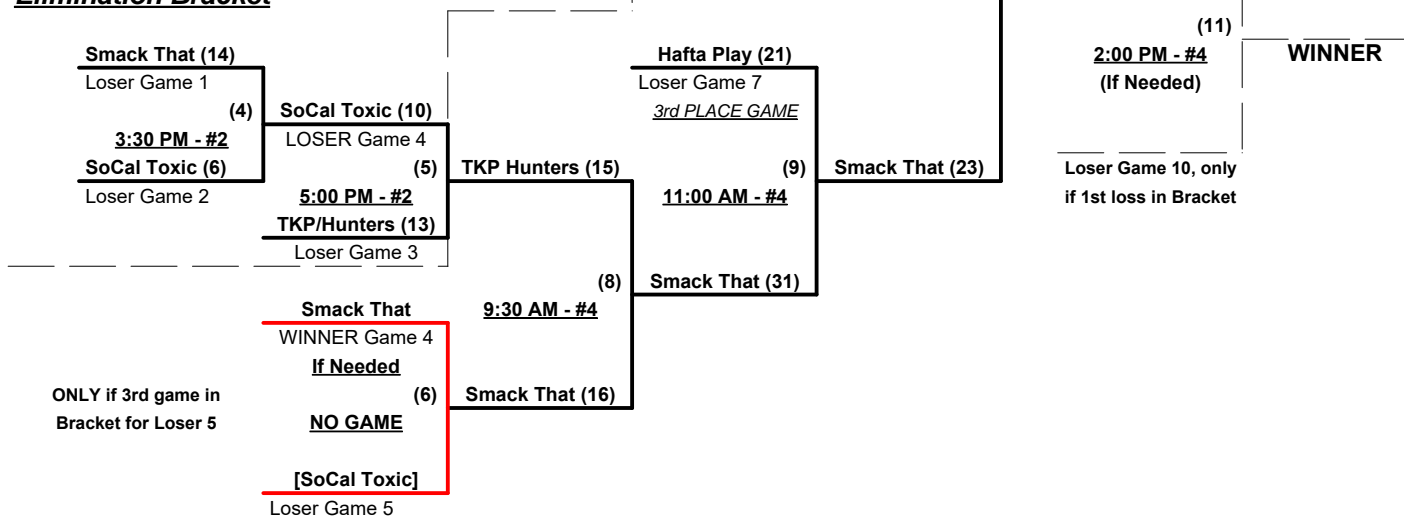 Elimination Bracket
(11)
Smack That (14)
Hafta Play (21)
2:00 PM - #4
WINNER
Loser Game 1
Loser Game 7
(If Needed)
(4)
SoCal Toxic (10)
3rd PLACE GAME
3:30 PM - #2
LOSER Game 4
SoCal Toxic (6)
(5)
TKP Hunters (15)
(9)
Smack That (23)
Loser Game 10, only
Loser Game 2
5:00 PM - #2
11:00 AM - #4
if 1st loss in Bracket
TKP/Hunters (13)
Loser Game 3
(8)
Smack That (31)
Smack That
9:30 AM - #4
WINNER Game 4
If Needed
ONLY if 3rd game in
(6)
Smack That (16)
Bracket for Loser 5
NO GAME
[SoCal Toxic]
Loser Game 5